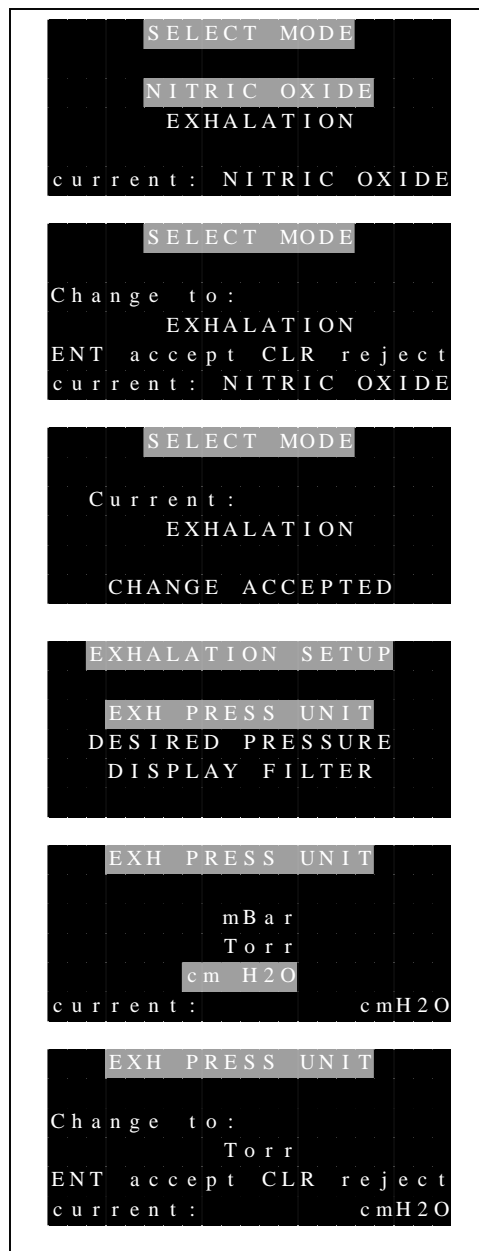 SELECT MODE
NITRIC OXIDE
EXHALATION
current: NITRIC OXIDE
SELECT MODE
Change to:
EXHALATION
ENT accept CLR reject
current: NITRIC OXIDE
SELECT MODE
Current:
EXHALATION
CHANGE ACCEPTED
EXHALATION SETUP
EXH PRESS UNIT
DESIRED PRESSURE
DISPLAY FILTER
EXH PRESS UNIT
mBar
Torr
cm H2O
current: cmH2O
EXH PRESS UNIT
Change to:
Torr
ENT accept CLR reject
current: cmH2O